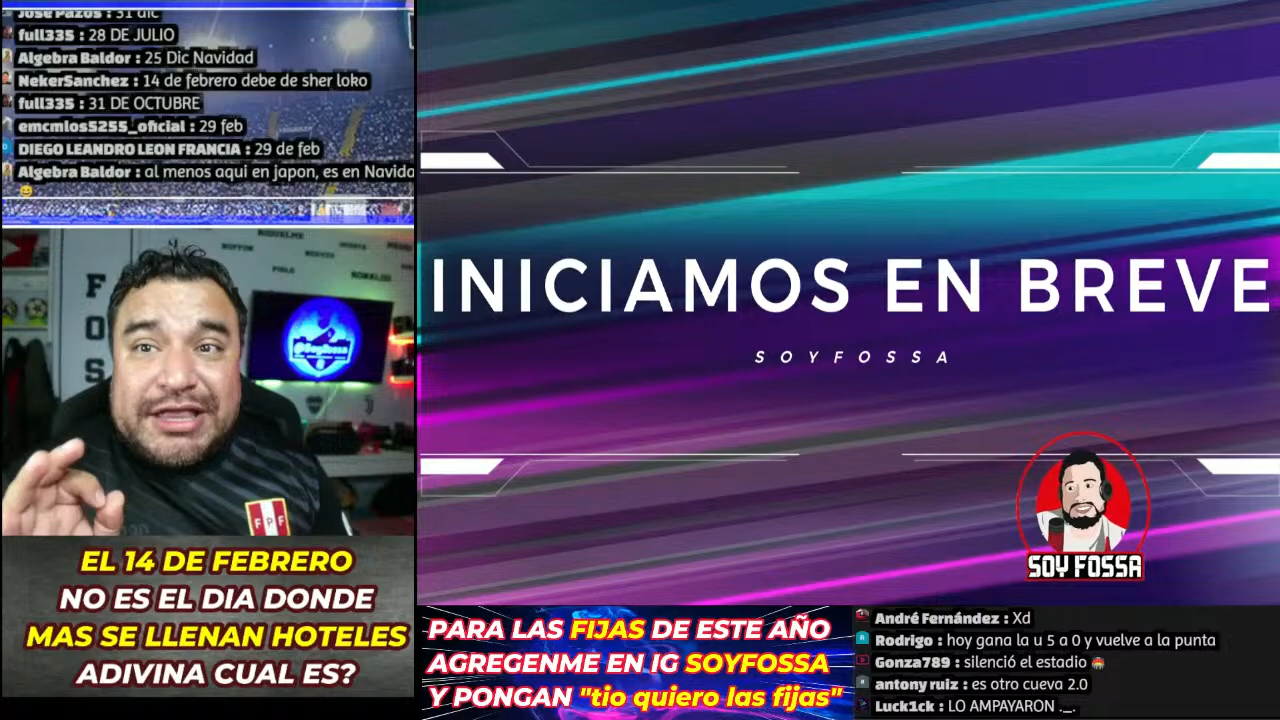 Jose Pazos : 31 dic
full335 : 28 DE JULIO
Algebra Baldor : 25 Dic Navidad
NekerSanchez : 14 de febrero debe de sher loko
full335 : 31 DE OCTUBRE
emcmlos5255_oficial : 29 feb
DIEGO LEANDRO LEON FRANCIA : 29 de feb
Algebra Baldor : al menos aqui en japon, es en Navida
F
O
S
@SoyFossa
FPF
EL 14 DE FEBRERO
NO ES EL DIA DONDE
MAS SE LLENAN HOTELES
ADIVINA CUAL ES?
INICIAMOS EN BREVE
SOYFOSSA
SOY FOSSA
PARA LAS FIJAS DE ESTE AÑO
AGREGENME EN IG SOYFOSSA
Y PONGAN "tio quiero las fijas"
André Fernández : Xd
Rodrigo : hoy gana la u 5 a 0 y vuelve a la punta
Gonza789 : silenció el estadio
antony ruiz : es otro cueva 2.0
Luck1ck : LO AMPAYARON ._.